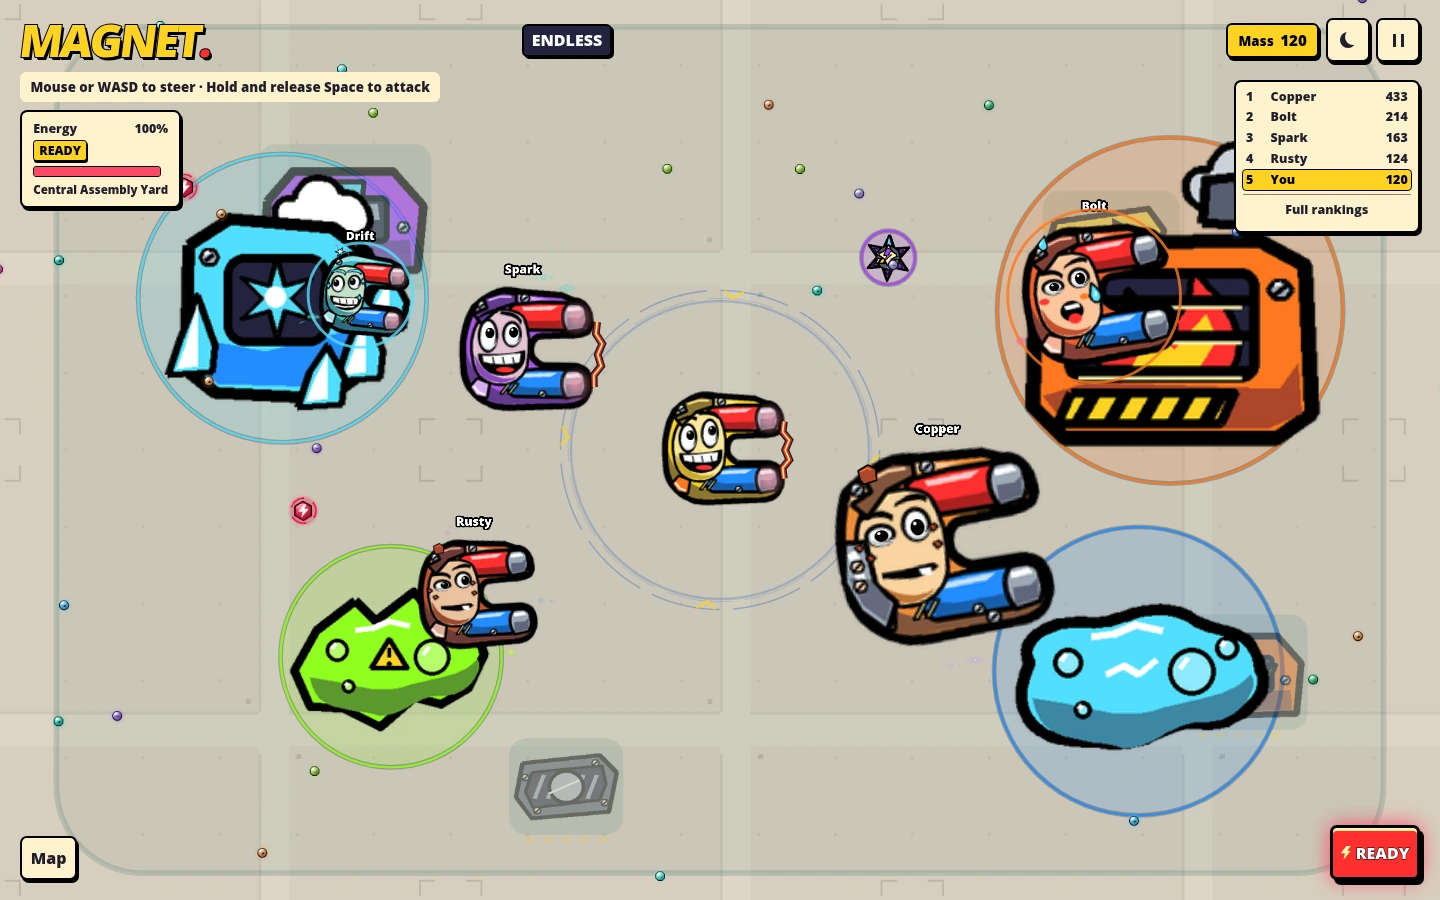 MAGNET.
ENDLESS
Mass 120
Mouse or WASD to steer · Hold and release Space to attack
Energy 100%
READY
Central Assembly Yard
1 Copper 433
2 Bolt 214
3 Spark 163
4 Rusty 124
5 You 120
Full rankings
Bolt
Drift
Spark
Copper
Rusty
Map
READY